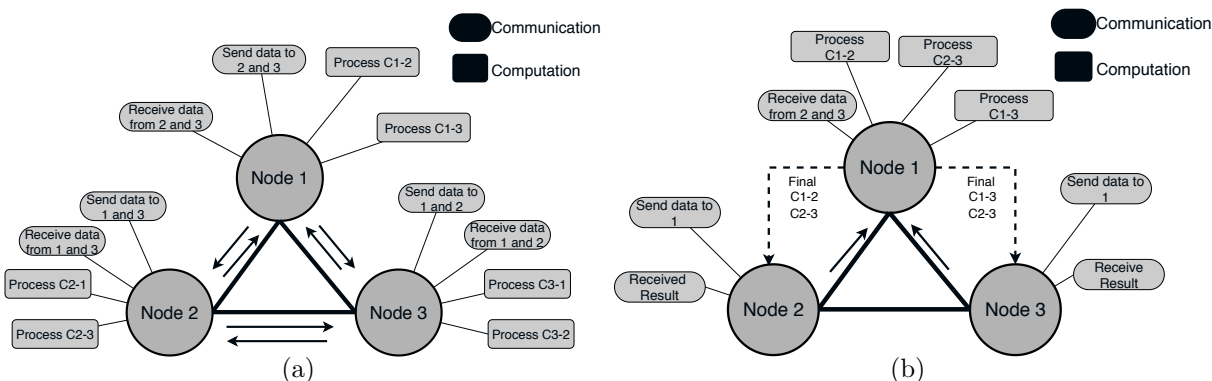 Communication
Computation
Send data to
2 and 3
Process C1-2
Receive data
from 2 and 3
Process C1-3
Node 1
Send data to
1 and 3
Receive data
from 1 and 3
Process C2-1
Process C2-3
Node 2
Send data to
1 and 2
Receive data
from 1 and 2
Process C3-1
Process C3-2
Node 3
(a)
Communication
Computation
Process
C1-2
Process
C2-3
Receive data
from 2 and 3
Process
C1-3
Node 1
Final
C1-2
C2-3
Final
C1-3
C2-3
Send data to
1
Received
Result
Node 2
Send data to
1
Receive
Result
Node 3
(b)